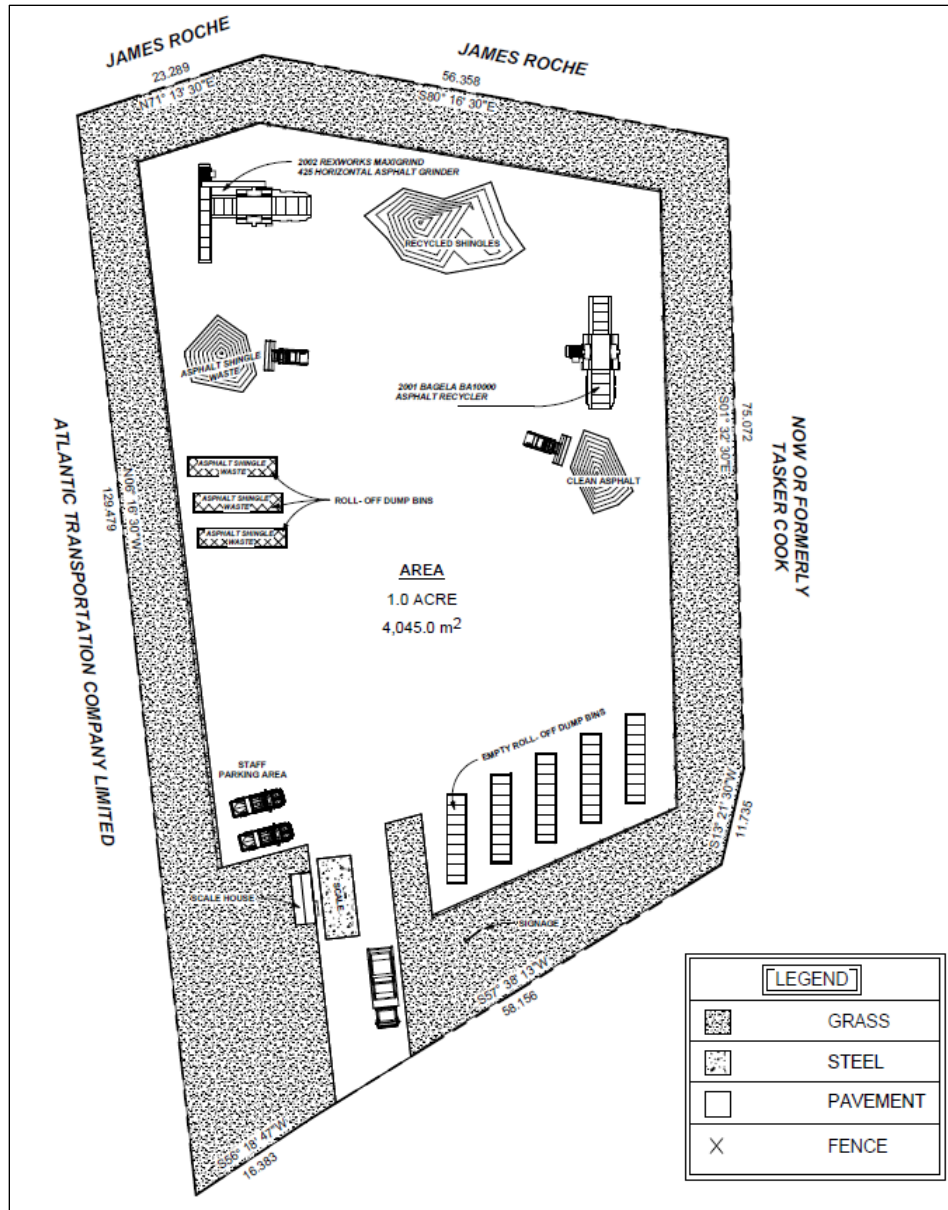 JAMES ROCHE
23.289
N71° 13' 30"E
JAMES ROCHE
56.358
S80° 16' 30"E
2002 REXWORKS MAXIGRIND
425 HORIZONTAL ASPHALT GRINDER
RECYCLED SHINGLES
ASPHALT SHINGLE
WASTE
2001 BAGELA BA10000
ASPHALT RECYCLER
CLEAN ASPHALT
75.072
S01° 32' 30"E
NOW OR FORMERLY
TASKER COOK
ATLANTIC TRANSPORTATION COMPANY LIMITED
N06° 16' 30"W
129.479
ASPHALT SHINGLE
WASTE
ASPHALT SHINGLE
WASTE
ASPHALT SHINGLE
WASTE
ROLL- OFF DUMP BINS
AREA
1.0 ACRE
4,045.0 m²
EMPTY ROLL- OFF DUMP BINS
STAFF
PARKING AREA
S13° 21' 30"W
11.735
SCALE HOUSE
SCALE
SIGNAGE
S57° 38' 13"W
58.156
S56° 18' 47"W
16.383
LEGEND
GRASS
STEEL
PAVEMENT
FENCE